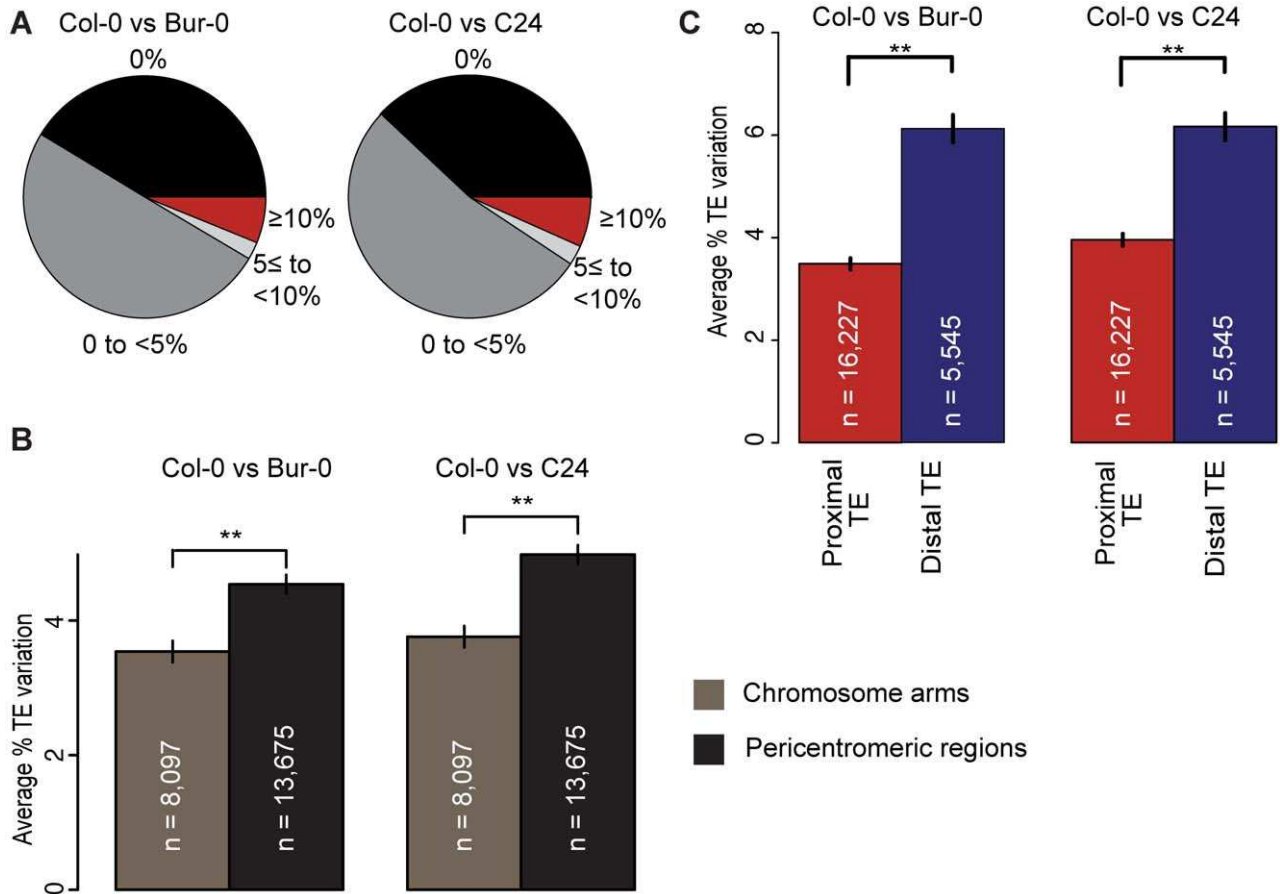 A
Col-0 vs Bur-0
0%
≥10%
5≤ to
<10%
0 to <5%
Col-0 vs C24
0%
≥10%
5≤ to
<10%
0 to <5%
B
Col-0 vs Bur-0
Col-0 vs C24
**
**
Average % TE variation
0
2
4
n = 8,097
n = 13,675
n = 8,097
n = 13,675
C
Col-0 vs Bur-0
Col-0 vs C24
**
**
Average % TE variation
0
2
4
6
8
n = 16,227
n = 5,545
n = 16,227
n = 5,545
Proximal
TE
Distal TE
Proximal
TE
Distal TE
Chromosome arms
Pericentromeric regions